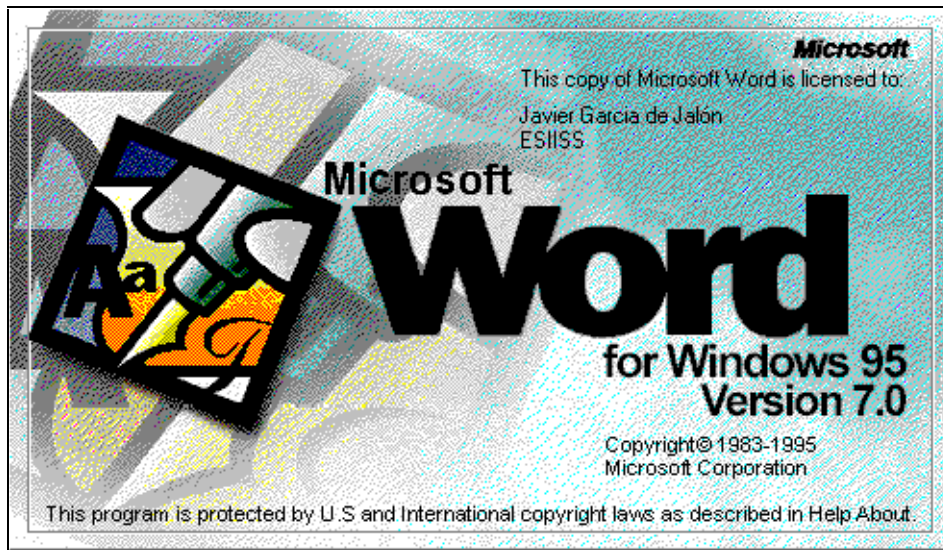 Microsoft
This copy of Microsoft Word is licensed to:
Javier García de Jalón
ESIISS
Microsoft
Word
for Windows 95
Version 7.0
Aa
a
Copyright© 1983-1995
Microsoft Corporation
This program is protected by U.S and International copyright laws as described in Help About.